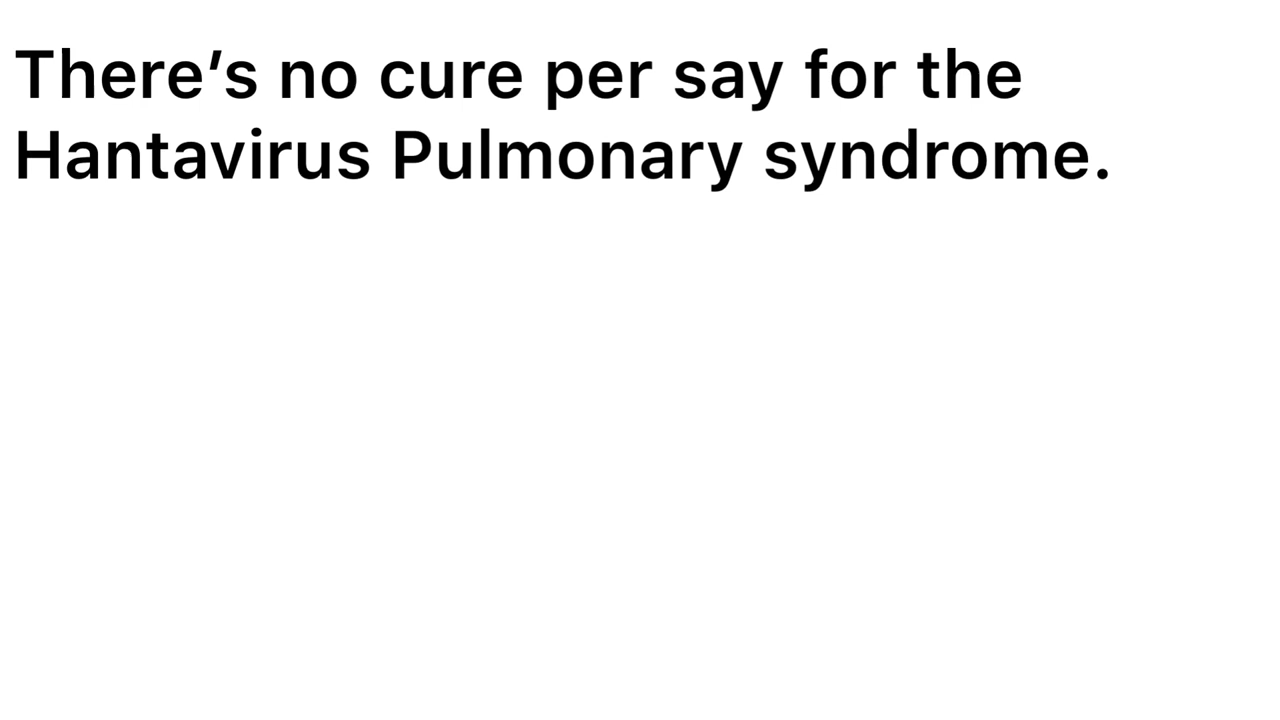 There’s no cure per say for the
Hantavirus Pulmonary syndrome.